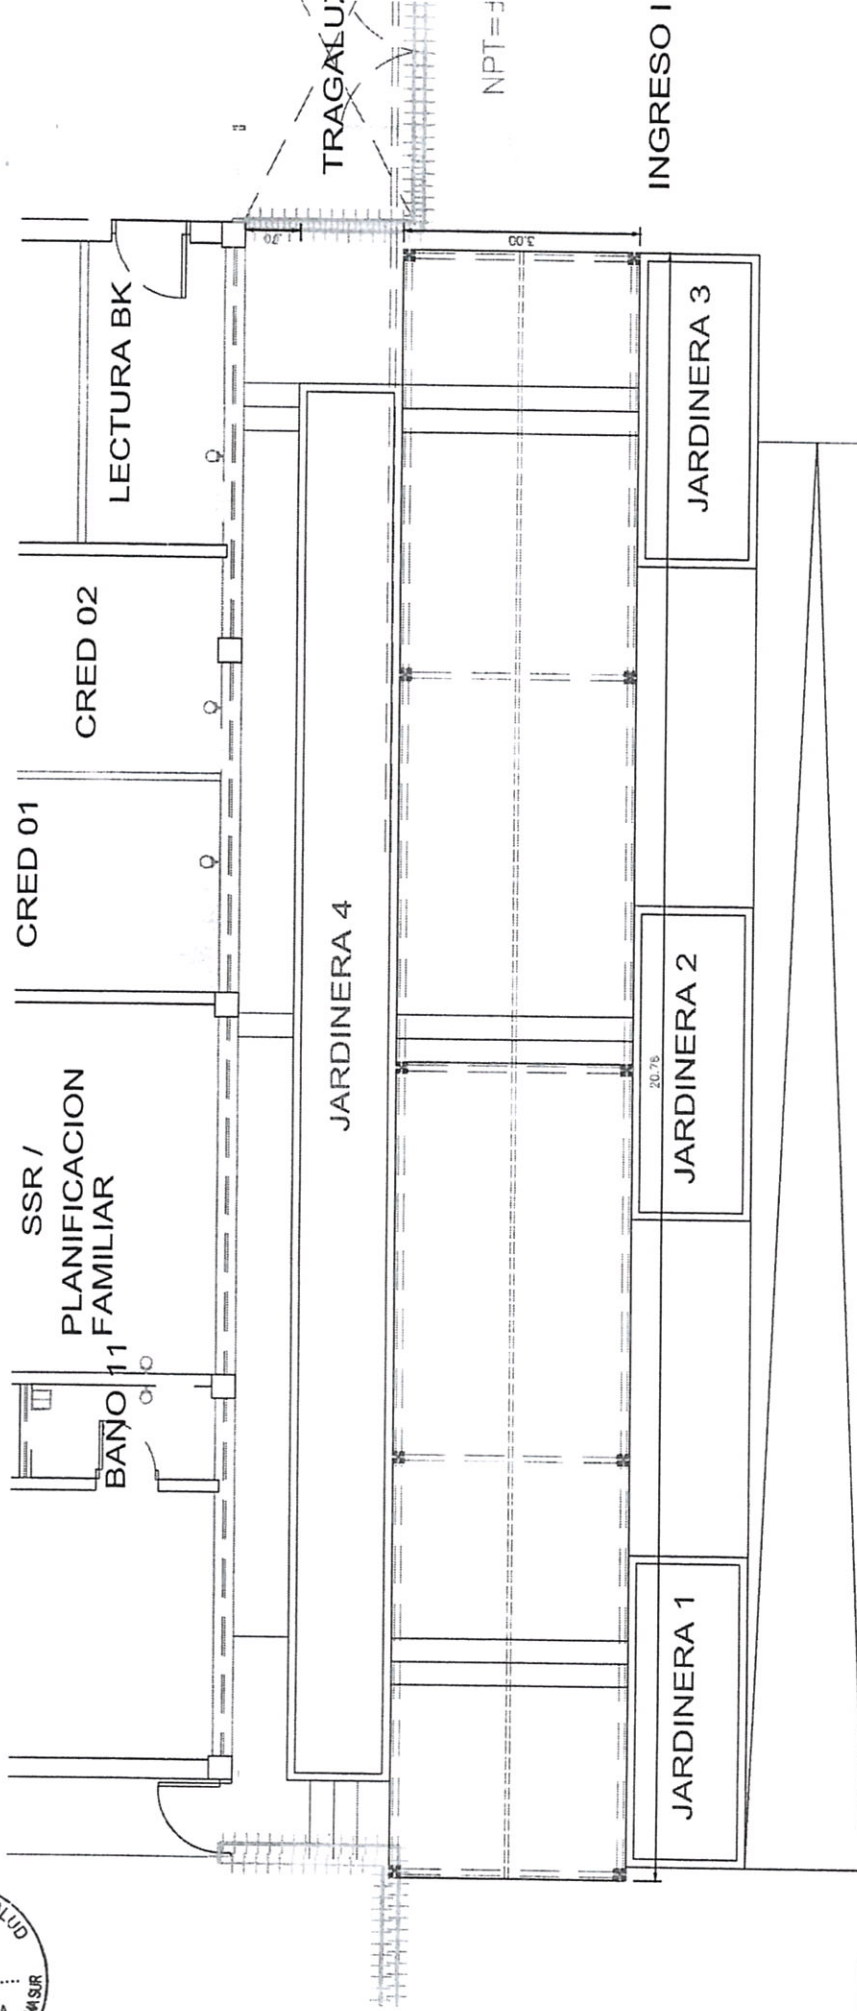 TRAGALUZ
NPT=
INGRESO
.70
3.00
LECTURA BK
CRED 02
CRED 01
SSR /
PLANIFICACION
FAMILIAR
BAÑO 11
JARDINERA 4
JARDINERA 3
JARDINERA 2
20.76
JARDINERA 1
SUR